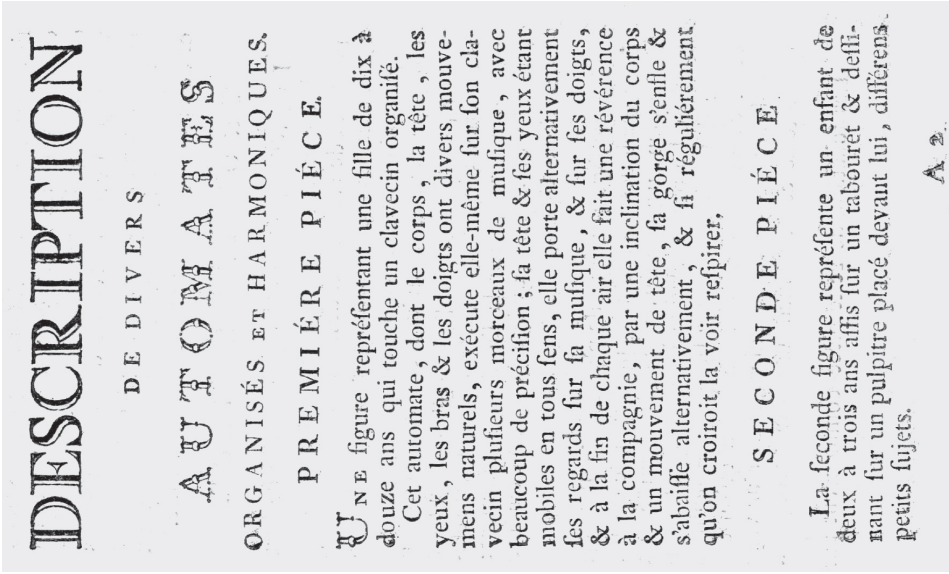 DESCRIPTION
DE DIVERS
AUTOMATES
ORGANISÉS ET HARMONIQUES.
PREMIÉRE PIÉCE.
UNE figure repréſentant une fille de dix à
douze ans qui touche un clavecin organiſé.
Cet automate, dont le corps, la tête, les
yeux, les bras & les doigts ont divers mouve-
mens naturels, exécute elle-même ſur ſon cla-
vecin pluſieurs morceaux de muſique, avec
beaucoup de préciſion ; ſa tête & ſes yeux étant
mobiles en tous ſens, elle porte alternativement
ſes regards ſur ſa muſique, & ſur ſes doigts,
& à la fin de chaque air elle fait une révérence
à la compagnie, par une inclination du corps
& un mouvement de tête, ſa gorge s'enfle &
s'abaiſſe alternativement, & ſi réguliérement
qu'on croiroit la voir reſpirer.
SECONDE PIÉCE
La ſeconde figure repréſente un enfant de
deux à trois ans aſſis ſur un tabouret & deſſi-
nant ſur un pulpitre placé devant lui, différens
petits ſujets.
A 2